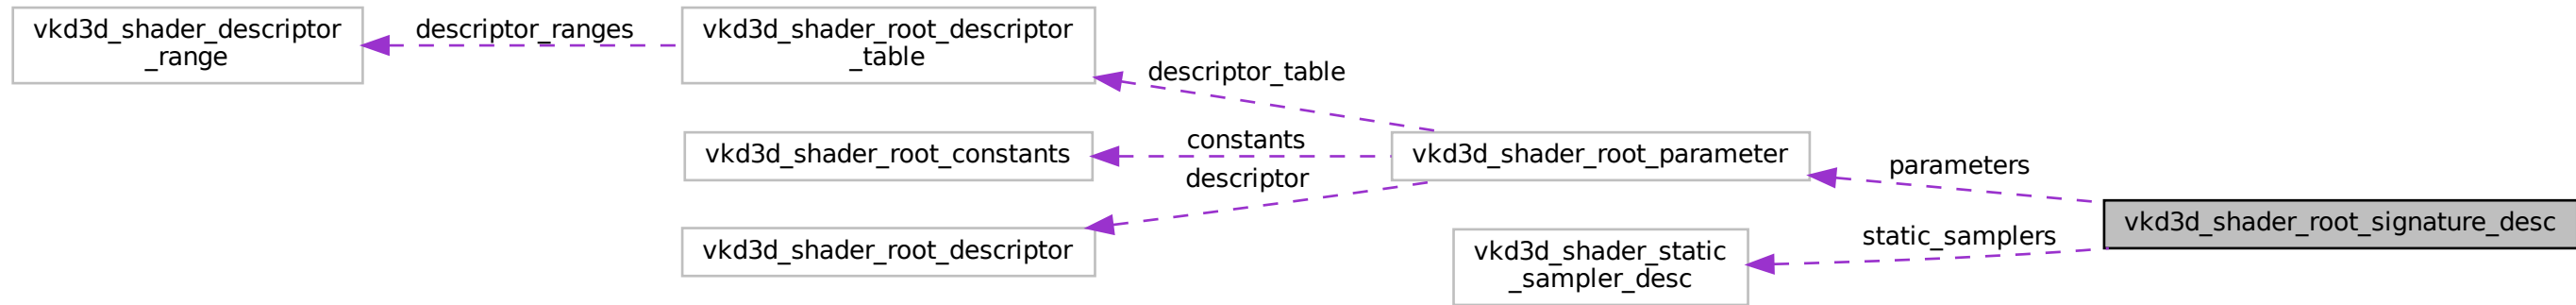 vkd3d_shader_descriptor
_range
descriptor_ranges
vkd3d_shader_root_descriptor
_table
descriptor_table
vkd3d_shader_root_constants
constants
descriptor
vkd3d_shader_root_descriptor
vkd3d_shader_root_parameter
parameters
vkd3d_shader_static
_sampler_desc
static_samplers
vkd3d_shader_root_signature_desc